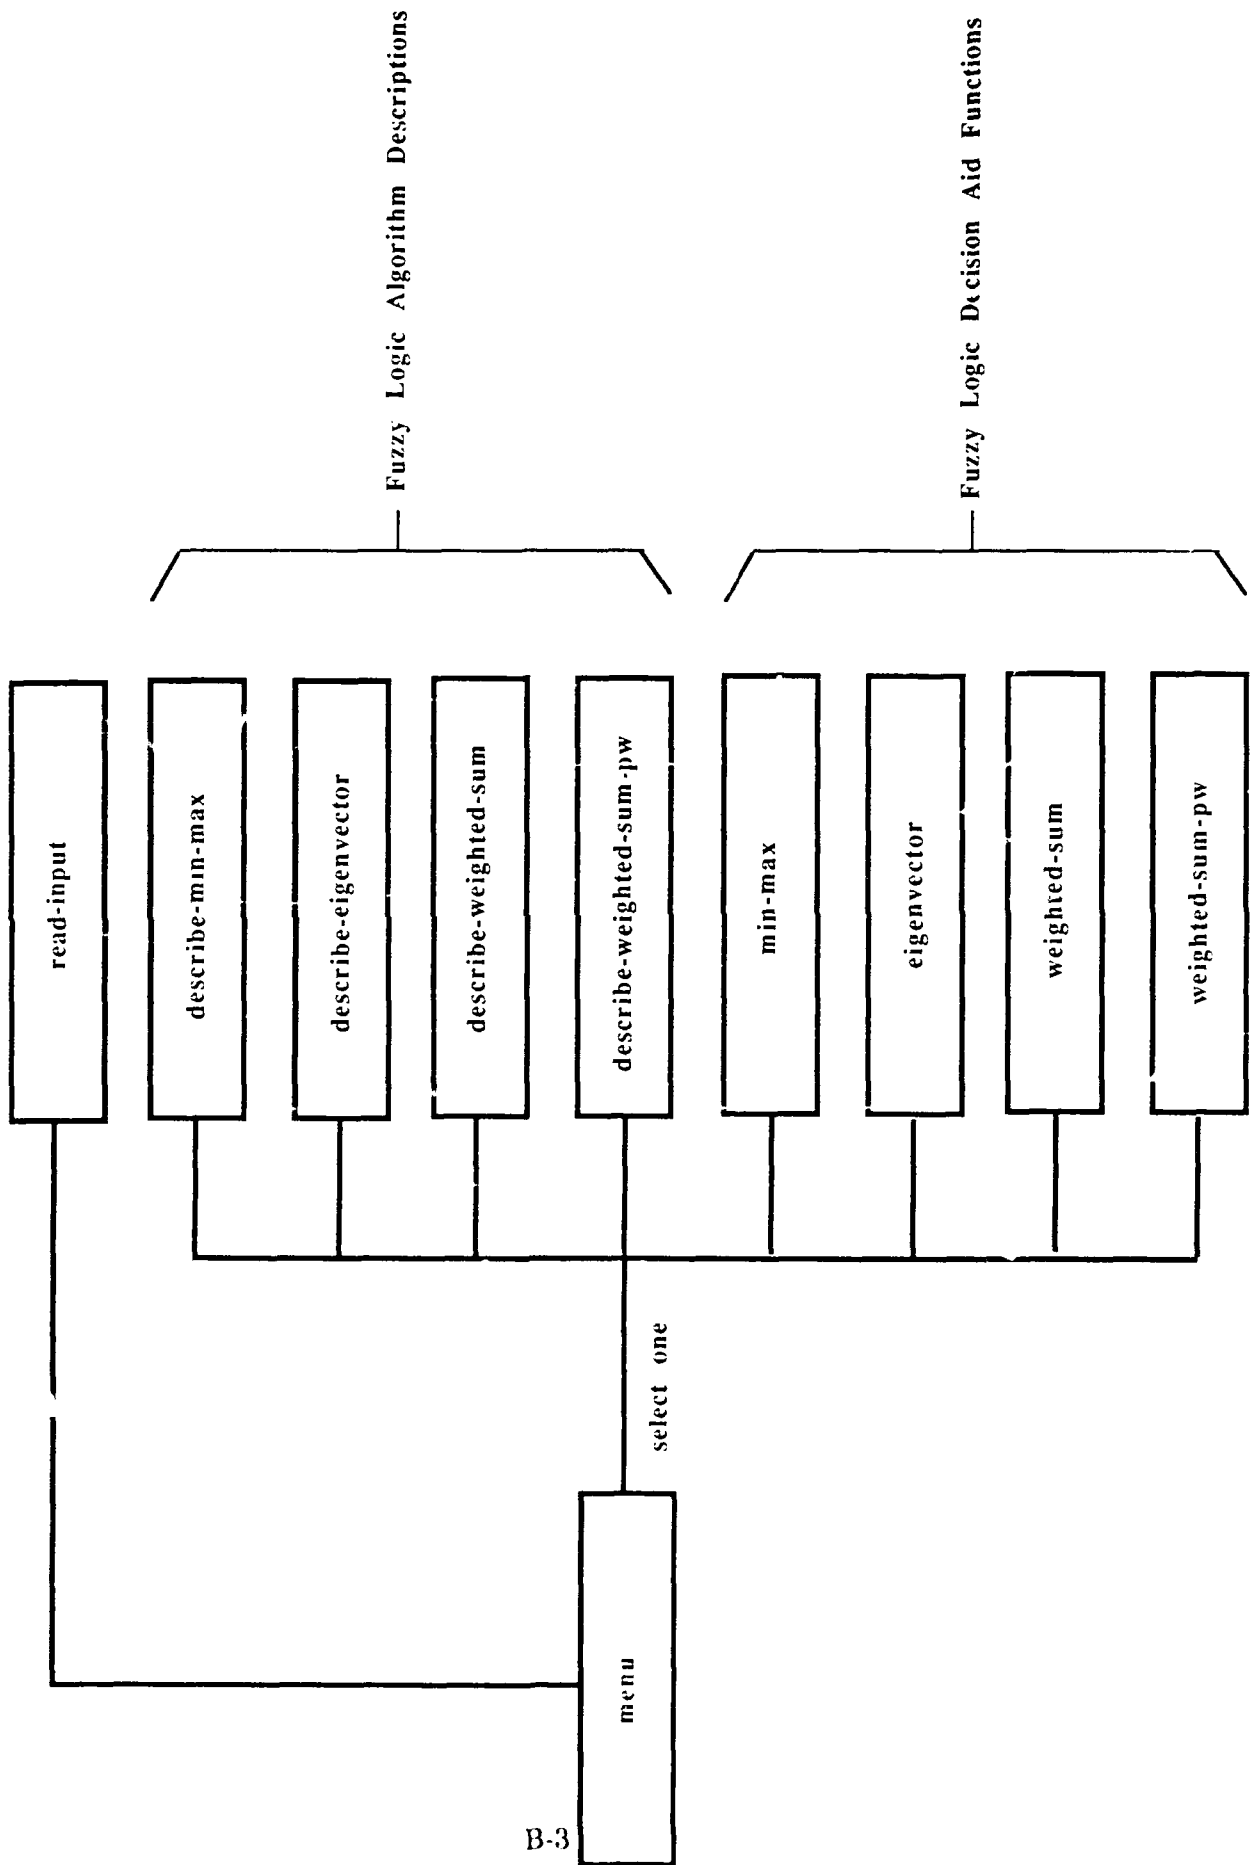 read-input
describe-min-max
describe-eigenvector
describe-weighted-sum
describe-weighted-sum-pw
Fuzzy Logic Algorithm Descriptions
menu
select one
min-max
eigenvector
weighted-sum
weighted-sum-pw
Fuzzy Logic Decision Aid Functions
B-3